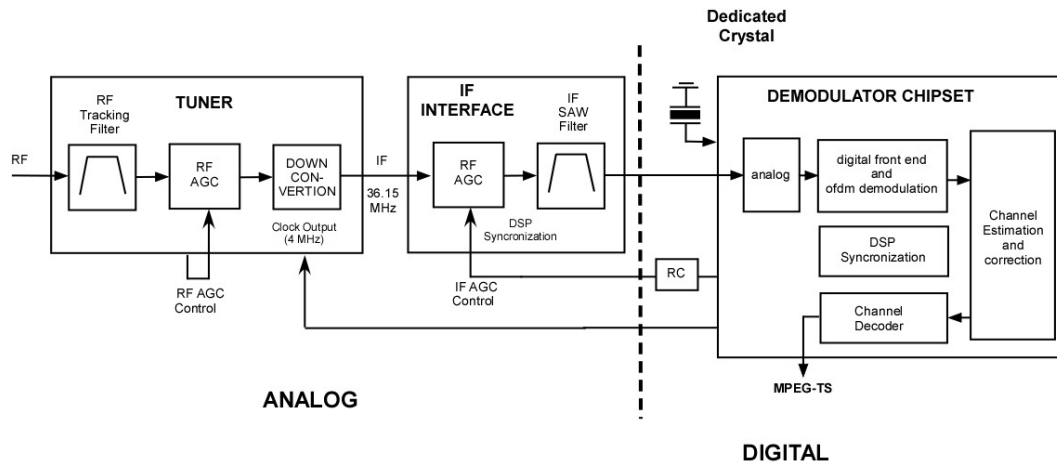 Dedicated
Crystal
TUNER
RF
Tracking
Filter
RF
RF
AGC
DOWN
CON-
VERTION
Clock Output
(4 MHz)
RF AGC
Control
IF
36.15
MHz
IF
INTERFACE
IF
SAW
Filter
RF
AGC
DSP
Syncronization
IF AGC
Control
RC
DEMODULATOR CHIPSET
analog
digital front end
and
ofdm demodulation
DSP
Syncronization
Channel
Decoder
Channel
Estimation
and
correction
MPEG-TS
ANALOG
DIGITAL